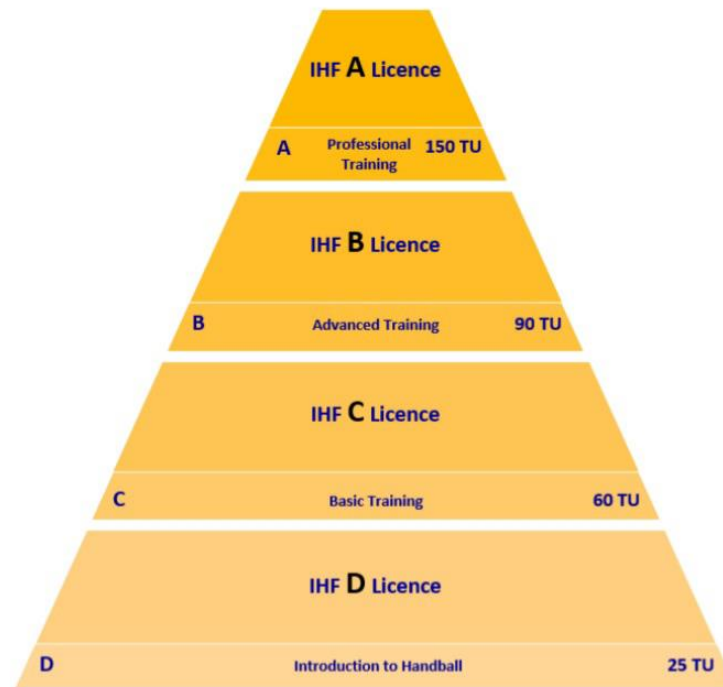 IHF A Licence
A Professional Training 150 TU
IHF B Licence
B Advanced Training 90 TU
IHF C Licence
C Basic Training 60 TU
IHF D Licence
D Introduction to Handball 25 TU